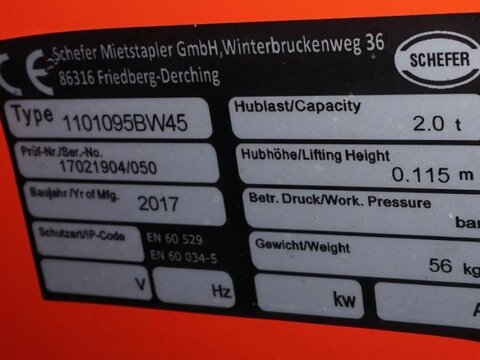 CE Schefer Mietstapler GmbH,Winterbruckenweg 36
86316 Friedberg-Derching
SCHEFER
Type 1101095BW45
Hublast/Capacity 2.0 t
Prüf-Nr./Ser.-No.
17021904/050
Hubhöhe/Lifting Height
0.115 m
Baujahr/Yr of Mfg. 2017
Betr. Druck/Work. Pressure
bar
Schutzart/IP-Code EN 60 529
EN 60 034-5
Gewicht/Weight
56 kg
V Hz kw A